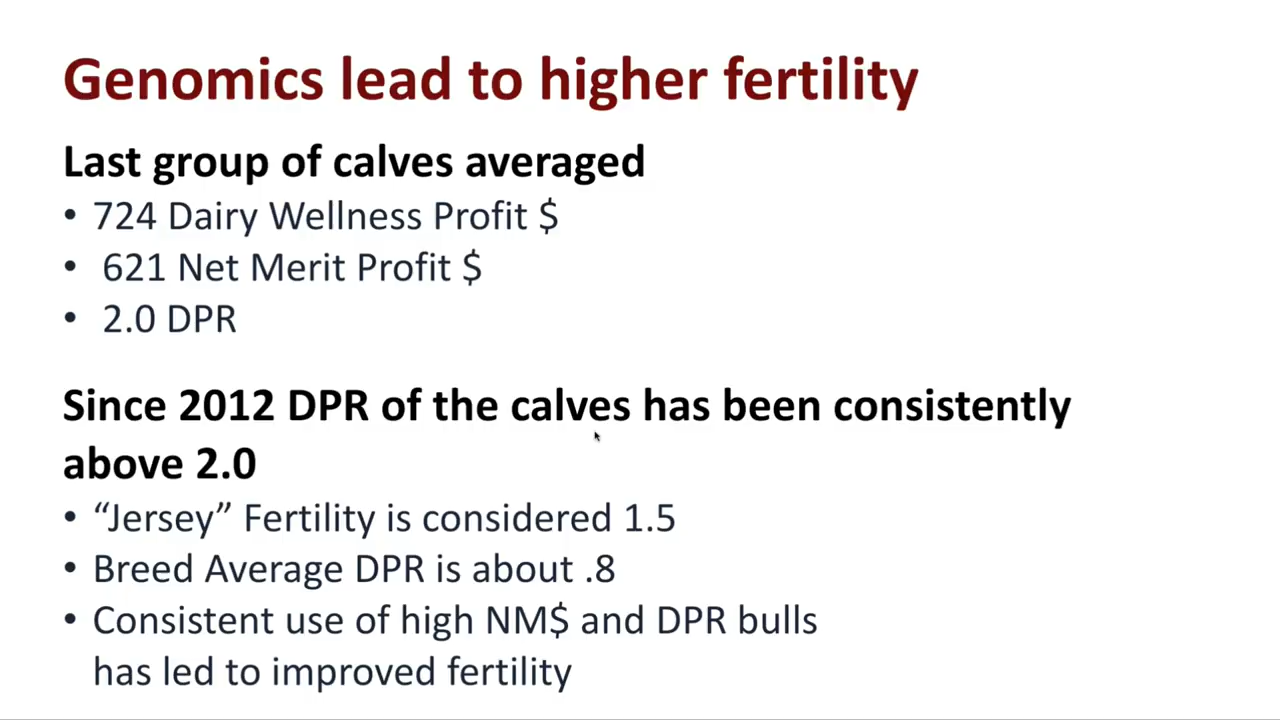 Genomics lead to higher fertility
Last group of calves averaged
• 724 Dairy Wellness Profit $
• 621 Net Merit Profit $
• 2.0 DPR
Since 2012 DPR of the calves has been consistently
above 2.0
• “Jersey” Fertility is considered 1.5
• Breed Average DPR is about .8
• Consistent use of high NM$ and DPR bulls
has led to improved fertility